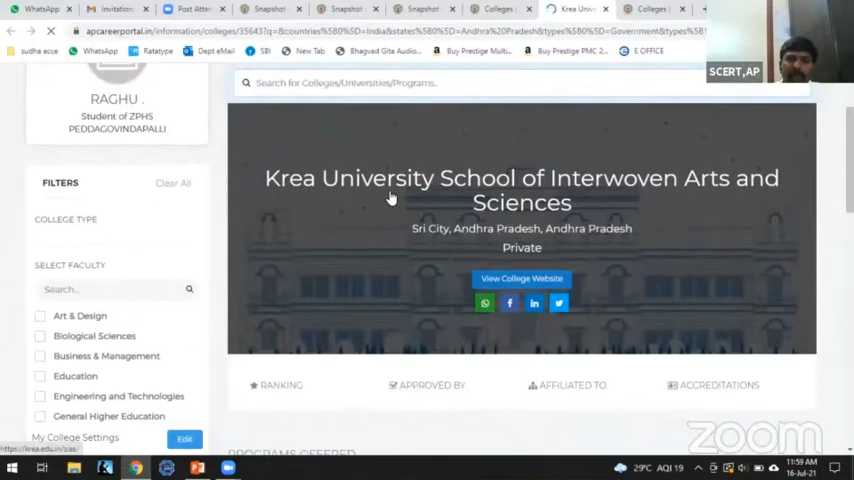 WhatsApp
Invitation:
Post Atten
Snapshot
Snapshot
Snapshot
Colleges |
Krea Univ
Colleges |
apcareerportal.in/information/colleges/35643?q=&countries%5B0%5D=India&states%5B0%5D=Andhra%20Pradesh&types%5B0%5D=Government&types%
sudha ecce
WhatsApp
Ratatype
Dept eMail
SBI
New Tab
Bhagvad Gita Audio...
Buy Prestige Multi...
Buy Prestige PMC 2...
E OFFICE
SCERT,AP
Search for Colleges/Universities/Programs.
RAGHU .
Student of ZPHS
PEDDAGOVINDAPALLI
FILTERS
Clear All
COLLEGE TYPE
SELECT FACULTY
Search...
Art & Design
Biological Sciences
Business & Management
Education
Engineering and Technologies
General Higher Education
My College Settings
Edit
https://krea.edu.in/sias/
Krea University School of Interwoven Arts and
Sciences
Sri City, Andhra Pradesh, Andhra Pradesh
Private
View College Website
RANKING
APPROVED BY
AFFILIATED TO
ACCREDITATIONS
PROGRAMS OFFERED
zoom
29°C AQI 19
11:59 AM
16-Jul-21